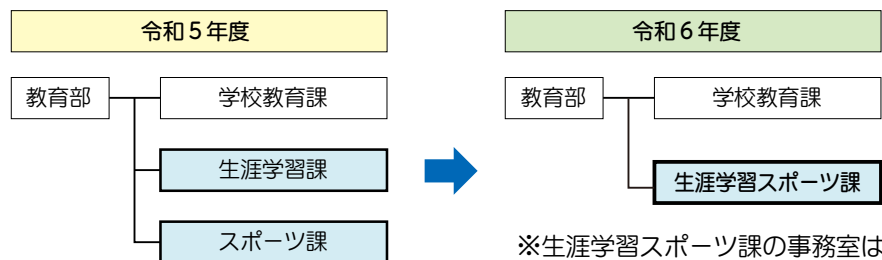 令和５年度
教育部
学校教育課
生涯学習課
スポーツ課
令和６年度
教育部
学校教育課
生涯学習スポーツ課
※生涯学習スポーツ課の事務室は